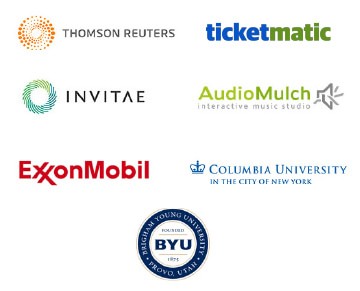 THOMSON REUTERS
ticketmatic
INVITAE
AudioMulch
interactive music studio
ExxonMobil
COLUMBIA UNIVERSITY
IN THE CITY OF NEW YORK
BRIGHAM YOUNG UNIVERSITY
FOUNDED
BYU
1875
PROVO, UTAH